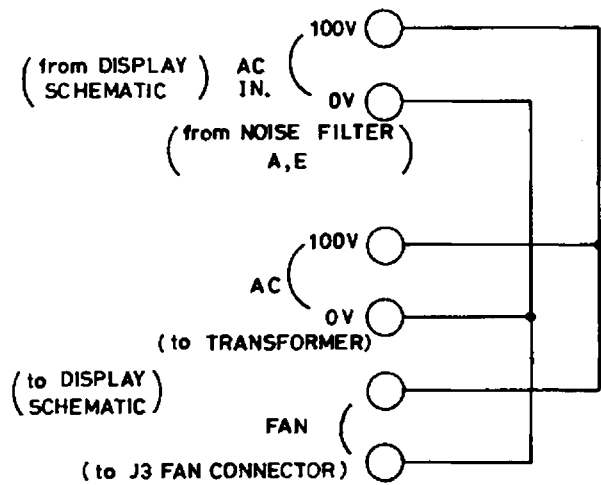 100V
(from DISPLAY SCHEMATIC) AC IN.
0V
(from NOISE FILTER A,E)
100V
AC
0V
(to TRANSFORMER)
(to DISPLAY SCHEMATIC)
FAN
(to J3 FAN CONNECTOR)